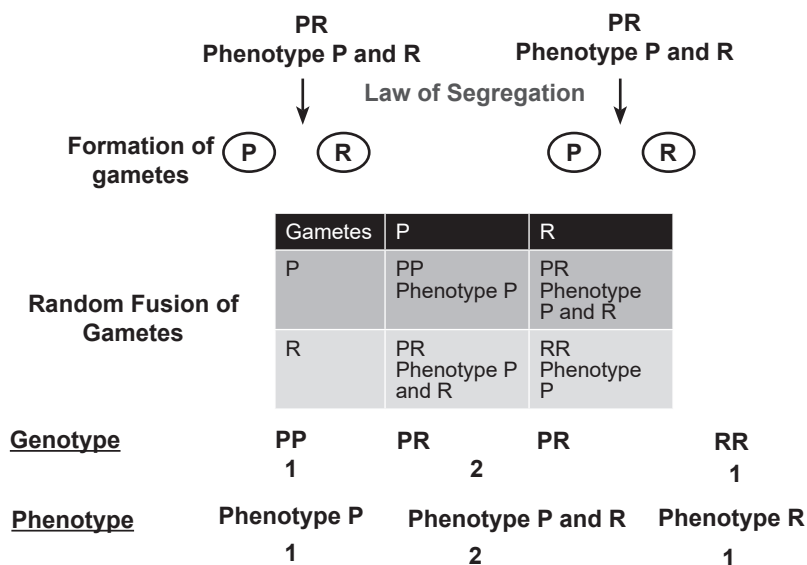 PR PR
Phenotype P and R Phenotype P and R
Law of Segregation
Formation of gametes P R P R
Gametes P R
P PP Phenotype P PR Phenotype P and R
Random Fusion of Gametes
R PR Phenotype P and R RR Phenotype P
Genotype PP PR PR RR
1 2 1
Phenotype Phenotype P Phenotype P and R Phenotype R
1 2 1